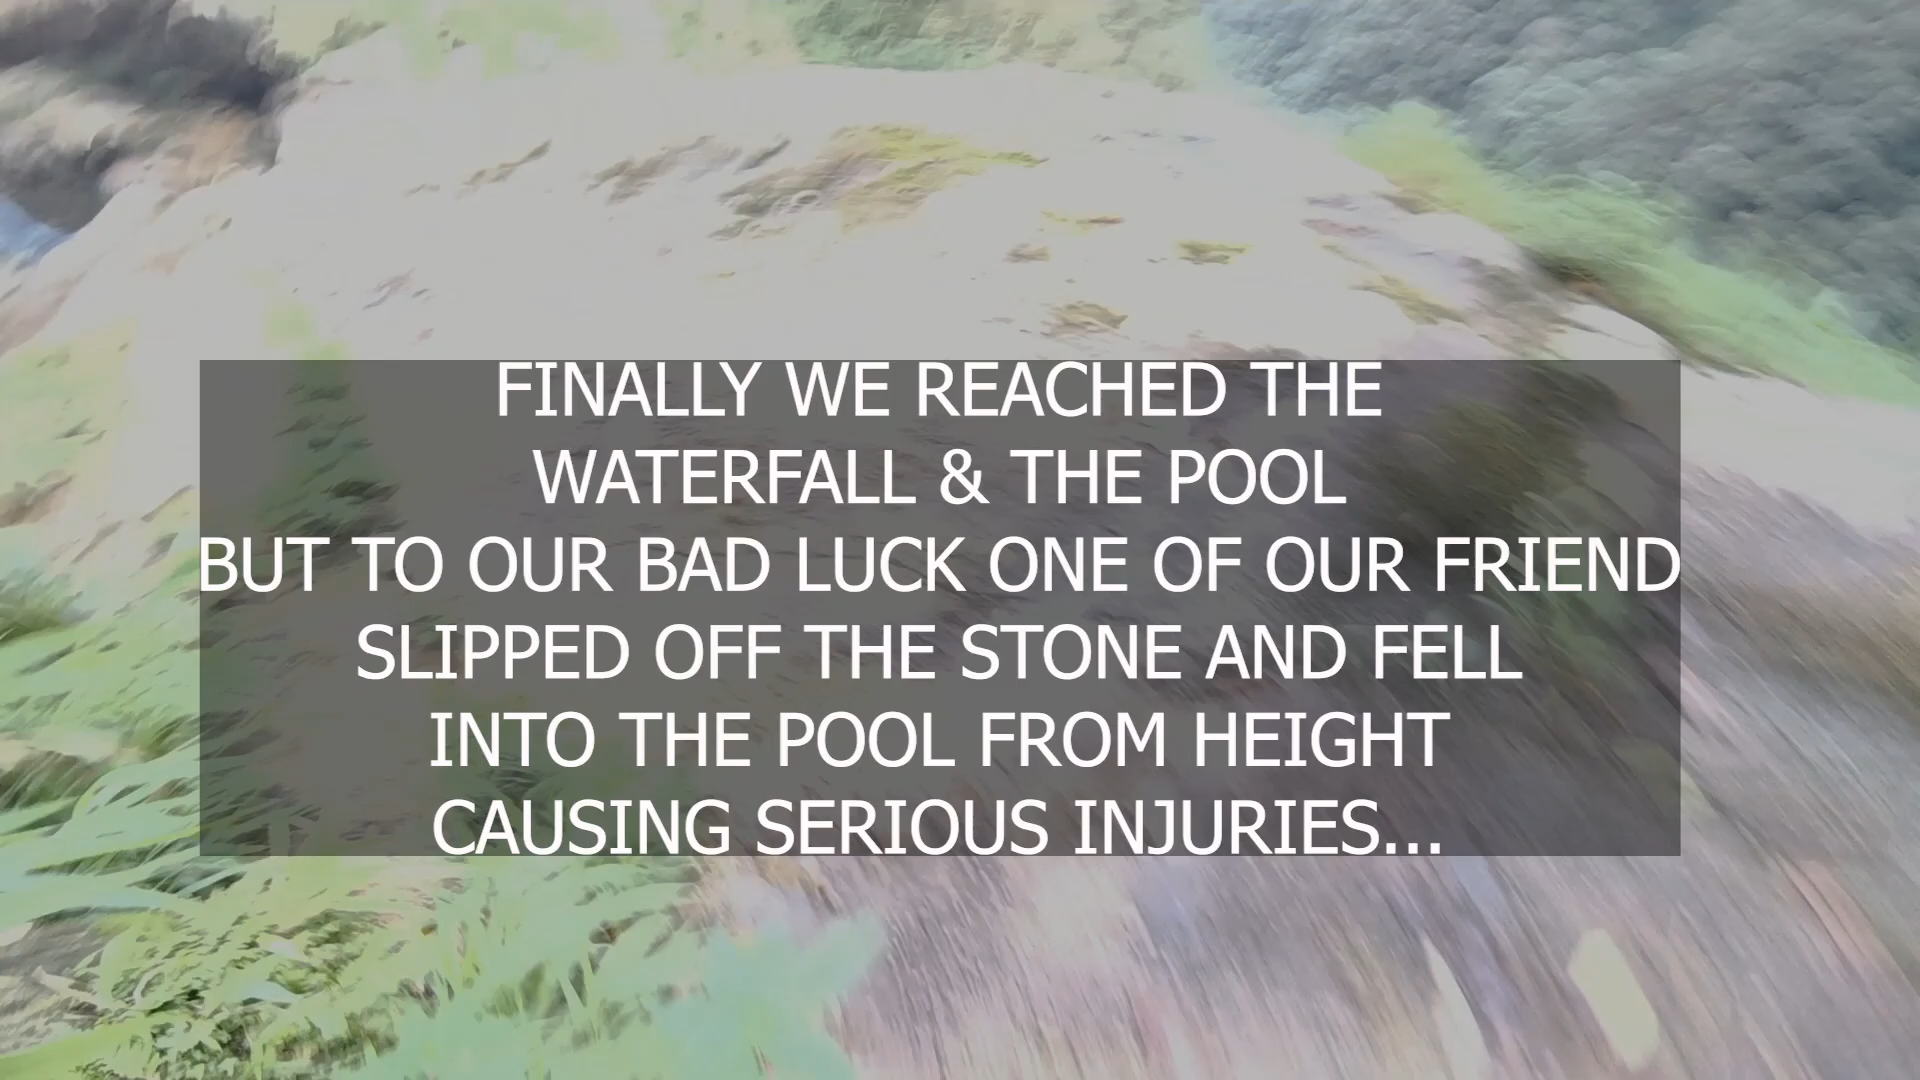 FINALLY WE REACHED THE
WATERFALL & THE POOL
BUT TO OUR BAD LUCK ONE OF OUR FRIEND
SLIPPED OFF THE STONE AND FELL
INTO THE POOL FROM HEIGHT
CAUSING SERIOUS INJURIES...